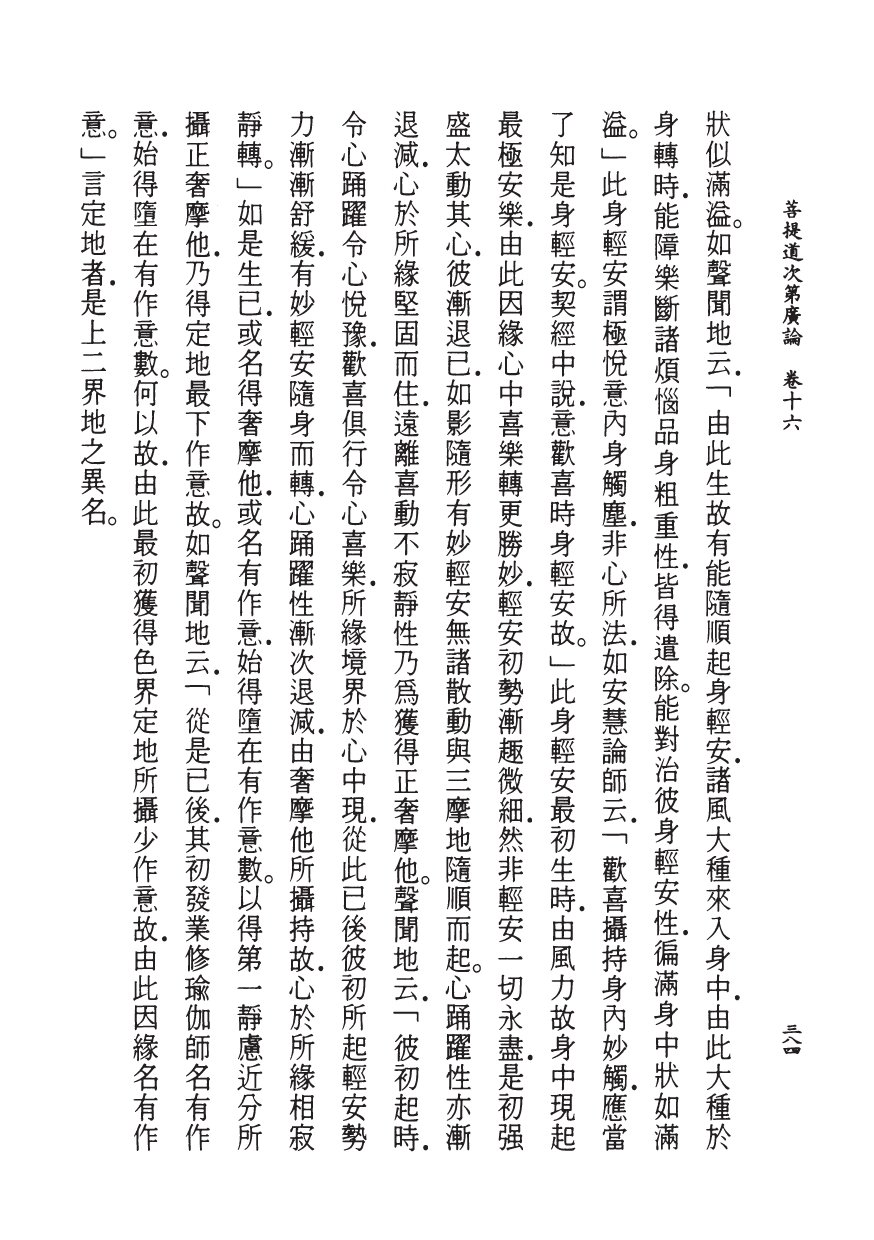 菩提道次第廣論　卷十六
三八四
狀似滿溢。如聲聞地云．「由此生故有能隨順起身輕安．諸風大種來入身中．由此大種於
身轉時．能障樂斷諸煩惱品身粗重性．皆得遣除。能對治彼身輕安性．徧滿身中狀如滿
溢。」此身輕安謂極悅意內身觸塵．非心所法．如安慧論師云．「歡喜攝持身內妙觸．應當
了知是身輕安。契經中說．意歡喜時身輕安故。」此身輕安最初生時．由風力故身中現起
最極安樂．由此因緣心中喜樂轉更勝妙．輕安初勢漸趣微細．然非輕安一切永盡．是初强
盛太動其心．彼漸退已．如影隨形有妙輕安無諸散動與三摩地隨順而起。心踊躍性亦漸
退減．心於所緣堅固而住．遠離喜動不寂靜性乃爲獲得正奢摩他。聲聞地云．「彼初起時．
令心踊躍令心悅豫．歡喜俱行令心喜樂．所緣境界於心中現．從此已後彼初所起輕安勢
力漸漸舒緩．有妙輕安隨身而轉．心踊躍性漸次退減．由奢摩他所攝持故．心於所緣相寂
靜轉。」如是生已．或名得奢摩他．或名有作意．始得墮在有作意數。以得第一靜慮近分所
攝正奢摩他．乃得定地最下作意故。如聲聞地云．「從是已後．其初發業修瑜伽師名有作
意．始得墮在有作意數。何以故．由此最初獲得色界定地所攝少作意故．由此因緣名有作
意。」言定地者．是上二界地之異名。